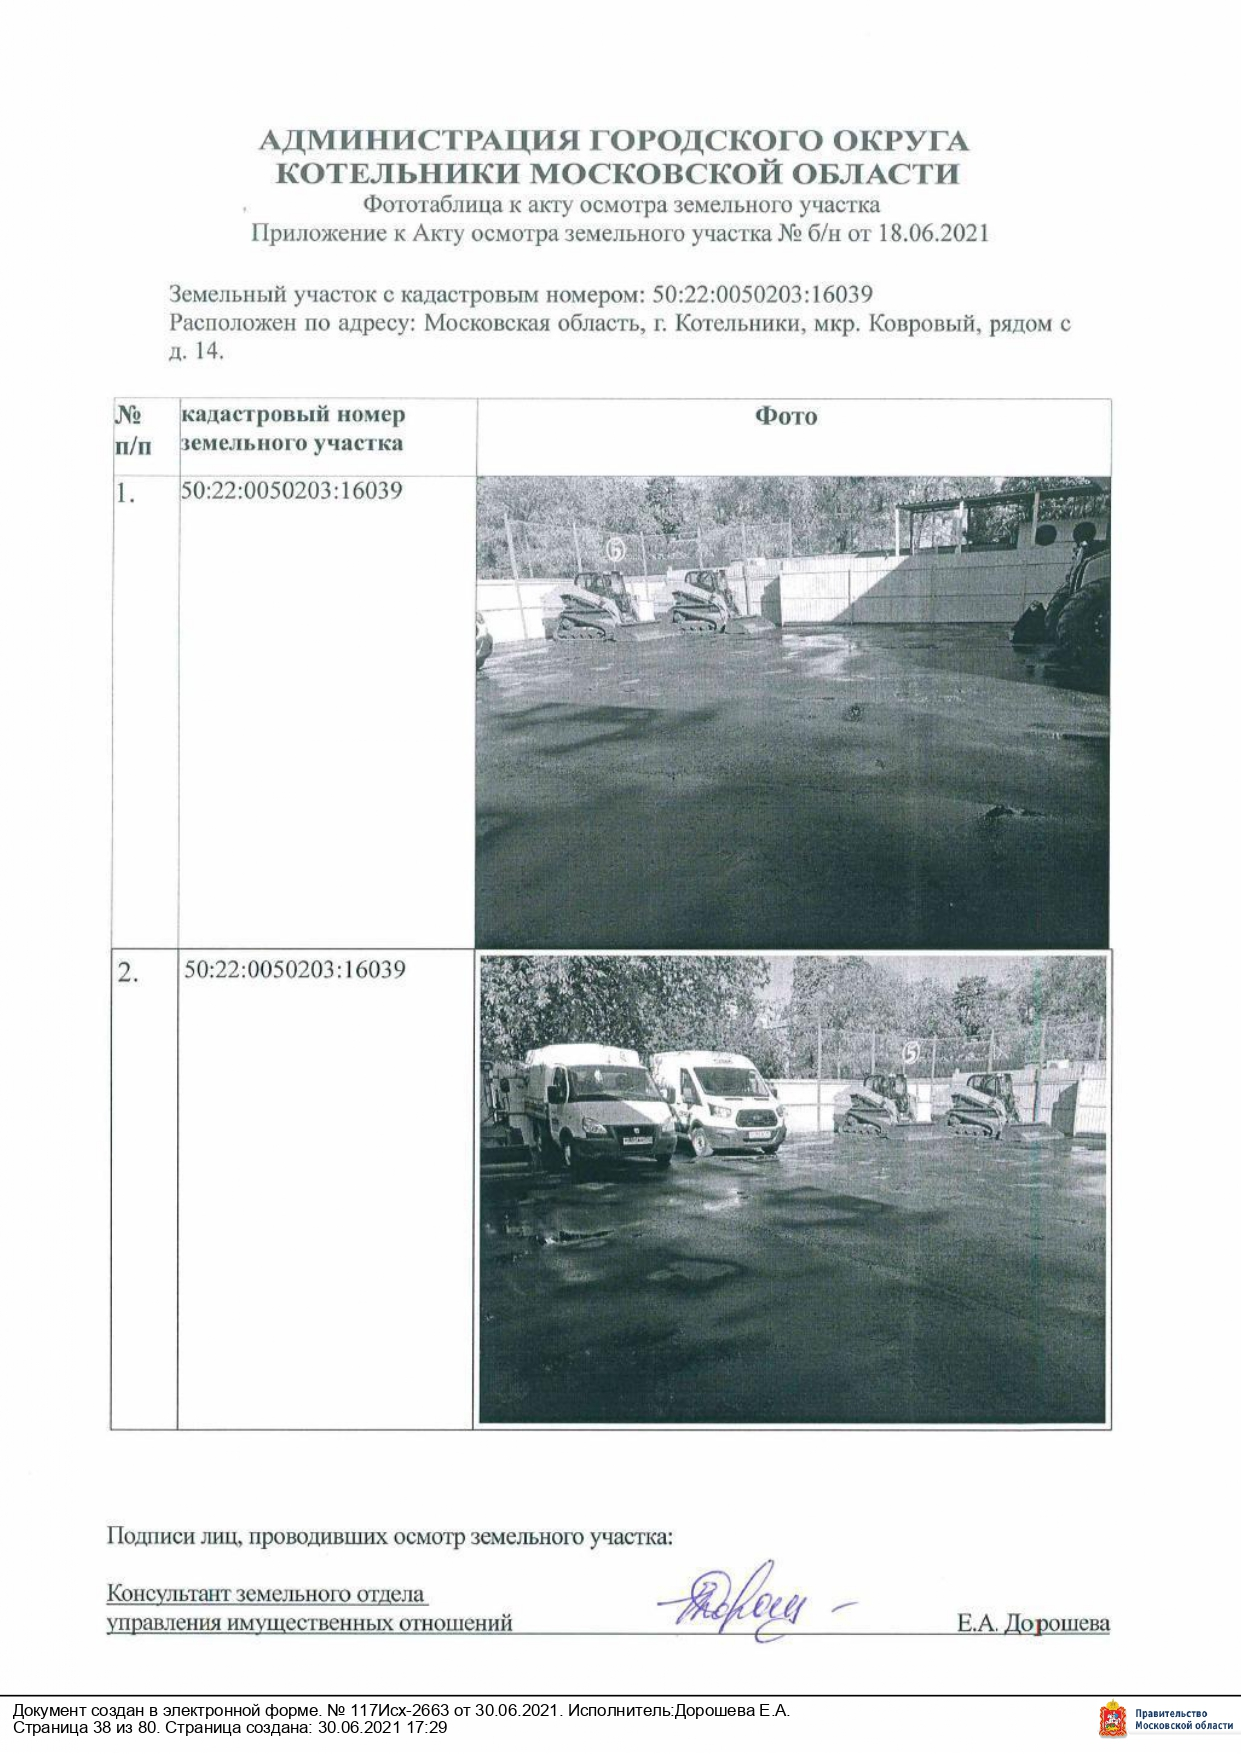 АДМИНИСТРАЦИЯ ГОРОДСКОГО ОКРУГА
КОТЕЛЬНИКИ МОСКОВСКОЙ ОБЛАСТИ
Фототаблица к акту осмотра земельного участка
Приложение к Акту осмотра земельного участка № б/н от 18.06.2021
Земельный участок с кадастровым номером: 50:22:0050203:16039
Расположен по адресу: Московская область, г. Котельники, мкр. Ковровый, рядом с
д. 14.
№ п/п
кадастровый номер земельного участка
Фото
1.
50:22:0050203:16039
2.
50:22:0050203:16039
5
Подписи лиц, проводивших осмотр земельного участка:
Консультант земельного отдела
управления имущественных отношений
Е.А. Дорошева
Документ создан в электронной форме. № 117Исх-2663 от 30.06.2021. Исполнитель:Дорошева Е.А.
Страница 38 из 80. Страница создана: 30.06.2021 17:29
Правительство
Московской области